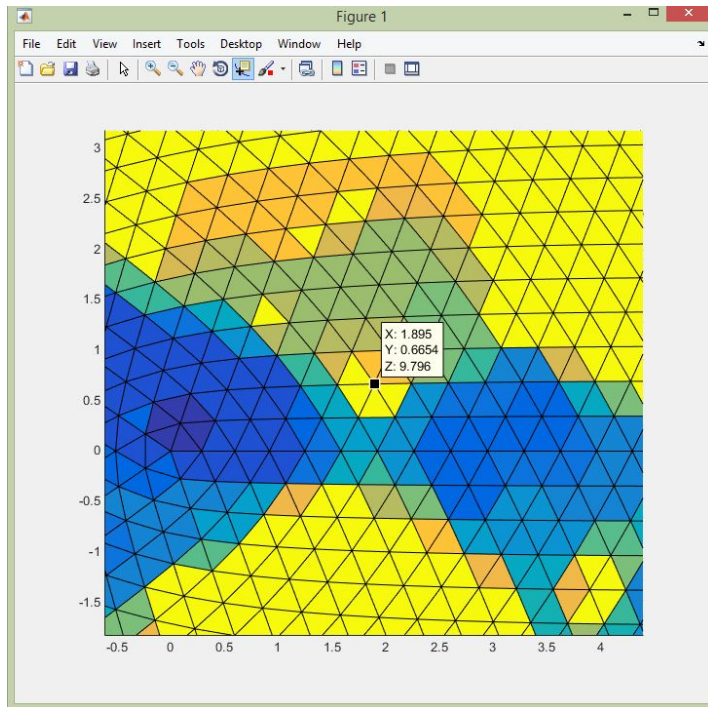 Figure 1
File Edit View Insert Tools Desktop Window Help
3
2.5
2
1.5
1
0.5
0
-0.5
-1
-1.5
X: 1.895
Y: 0.6654
Z: 9.796
-0.5 0 0.5 1 1.5 2 2.5 3 3.5 4